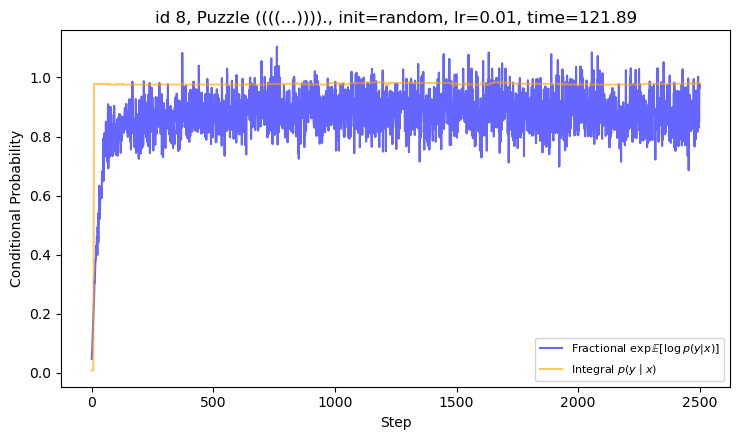 id 8, Puzzle ((((...))))., init=random, lr=0.01, time=121.89
Conditional Probability
1.0
0.8
0.6
0.4
0.2
0.0
0
500
1000
1500
2000
2500
Step
Fractional exp𝔼[log p(y|x)]
Integral p(y | x)